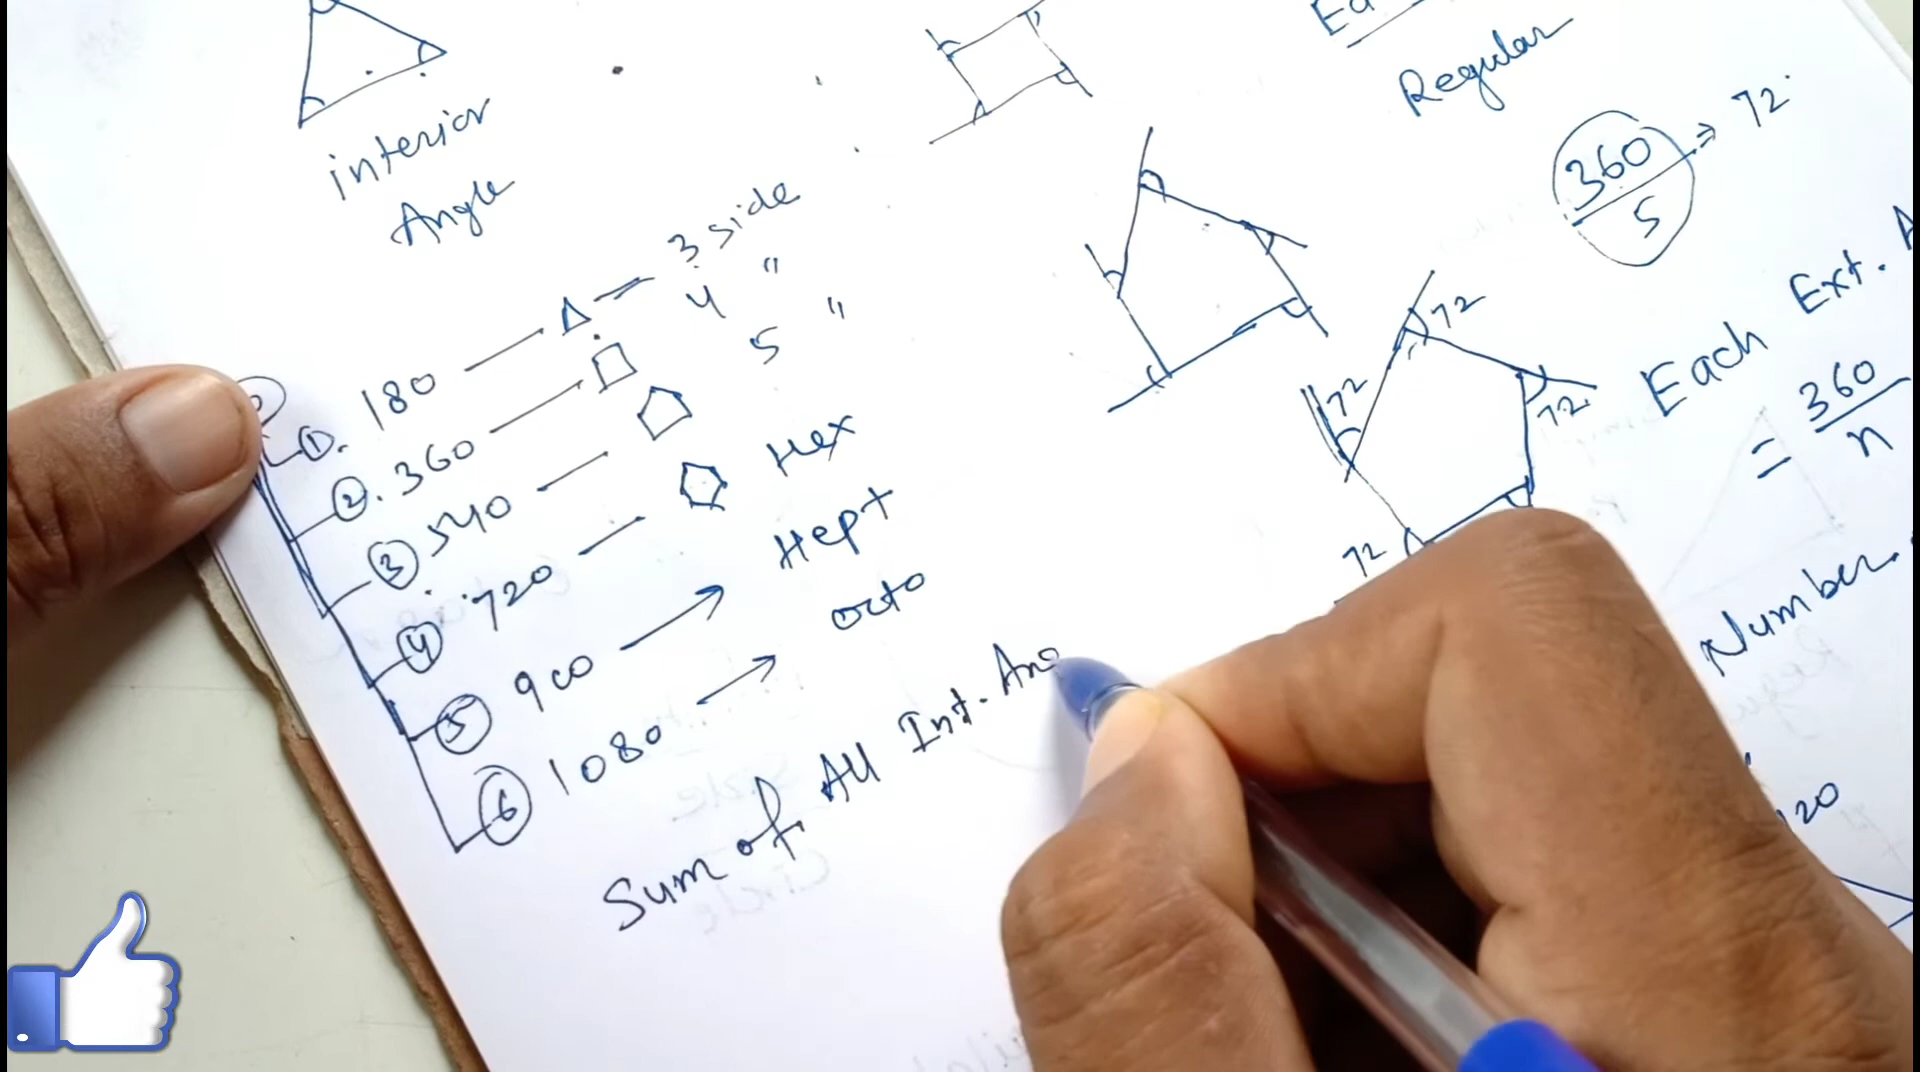 interior
Angle
Regular
360
5
⇒ 72.
① . 180 — △ = 3 side
② . 360 — 4 "
③ 540 — 5 "
④ 720 — Hex
⑤ 900 → Hept
⑥ 1080 → octo
Sum of All Int. Ang
72
72
72
72
Each Ext. A
= 360
n
Number.
120